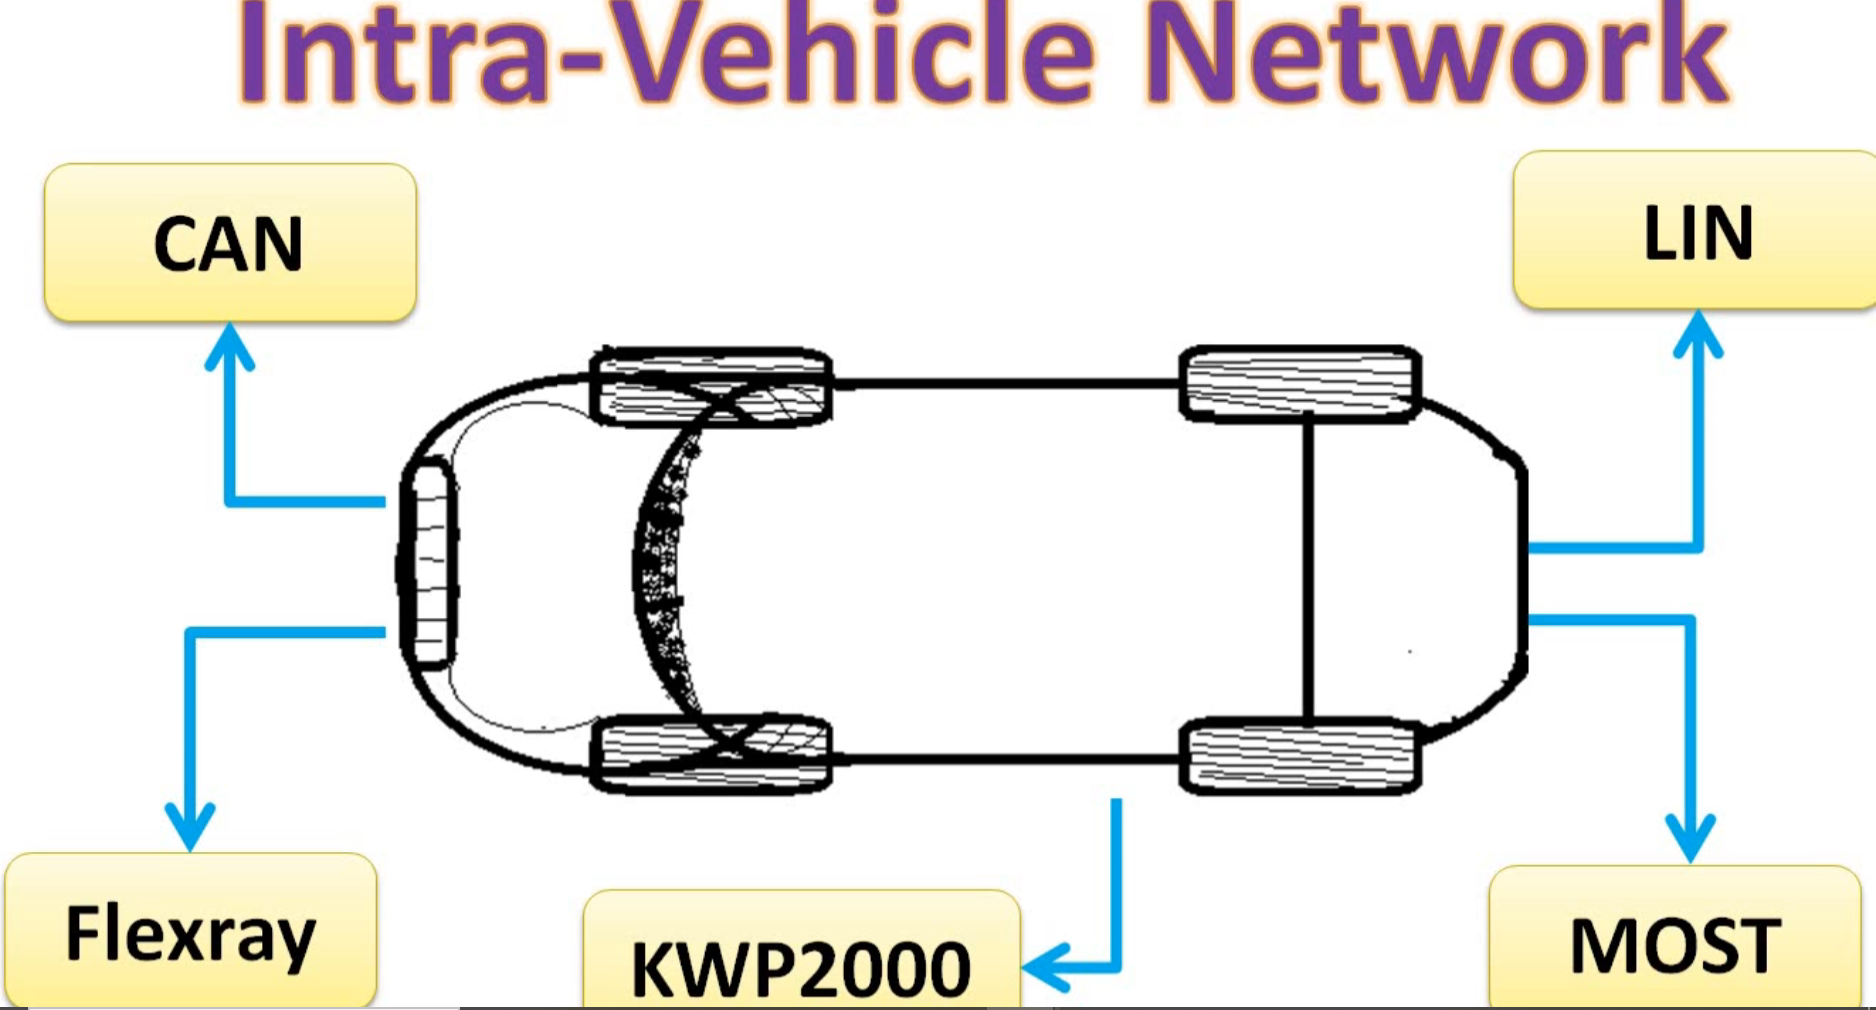 Intra-Vehicle Network
CAN
LIN
Flexray
KWP2000
MOST